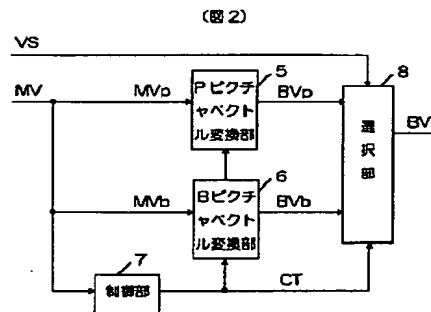 (図2)
VS
5
8
MV
MVp
Pピクチ
ャベクト
ル変換部
BVp
選
択
部
BV
6
MVb
Bピクチ
ャベクト
ル変換部
BVb
7
制御部
CT